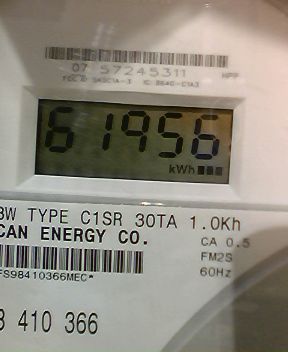 07 57245311 HPP
61956
kWh
3W TYPE C1SR 30TA 1.0Kh
CAN ENERGY CO. CA 0.5
FM2S
FS98410366MEC* 60Hz
3 410 366